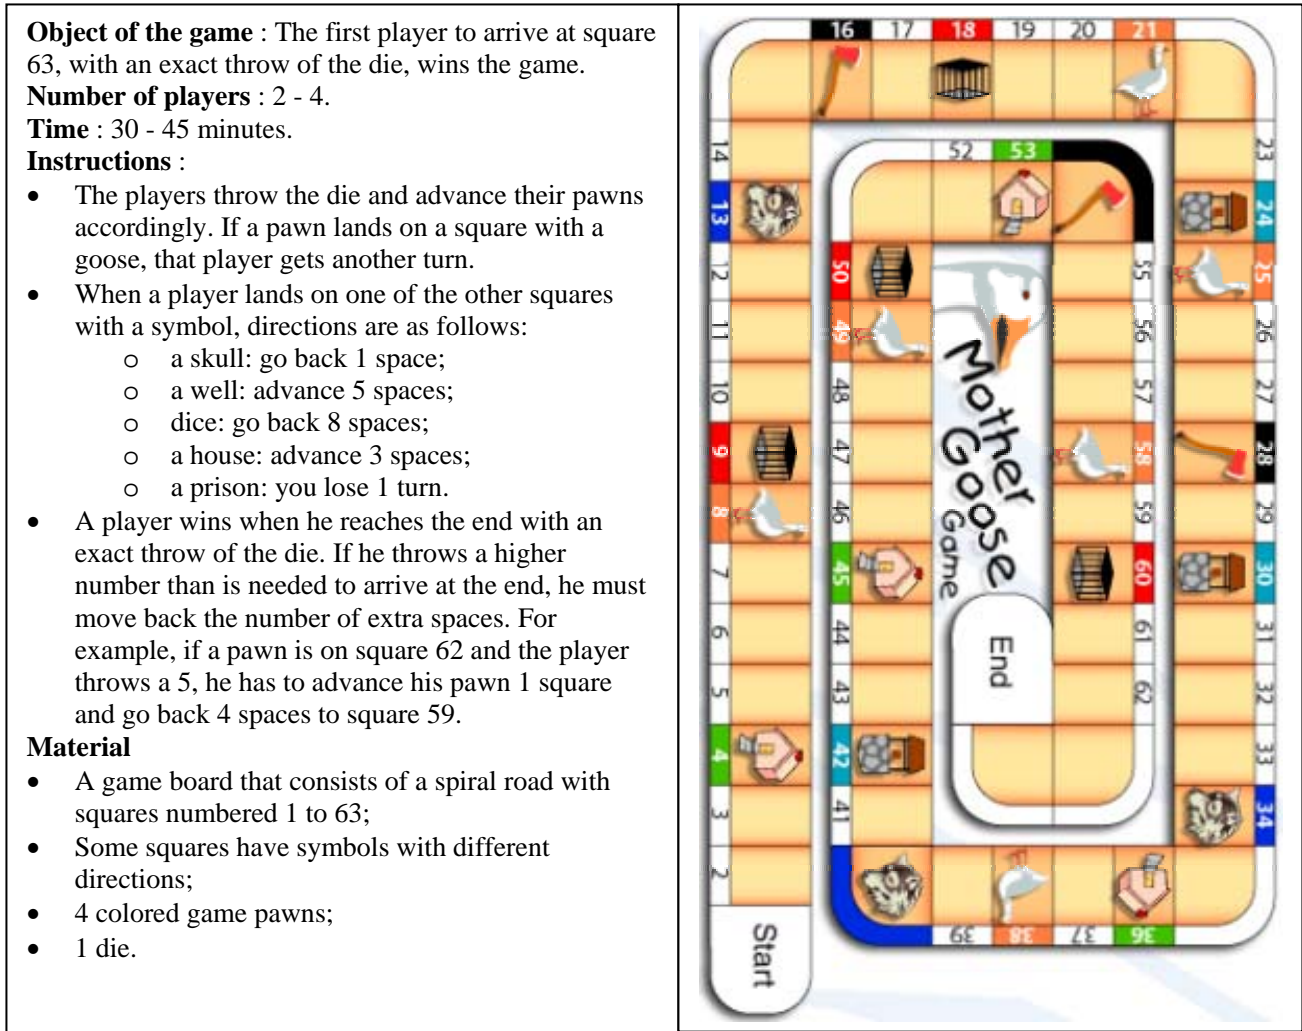 Object of the game : The first player to arrive at square
63, with an exact throw of the die, wins the game.
Number of players : 2 - 4.
Time : 30 - 45 minutes.
Instructions :
• The players throw the die and advance their pawns
accordingly. If a pawn lands on a square with a
goose, that player gets another turn.
• When a player lands on one of the other squares
with a symbol, directions are as follows:
o a skull: go back 1 space;
o a well: advance 5 spaces;
o dice: go back 8 spaces;
o a house: advance 3 spaces;
o a prison: you lose 1 turn.
• A player wins when he reaches the end with an
exact throw of the die. If he throws a higher
number than is needed to arrive at the end, he must
move back the number of extra spaces. For
example, if a pawn is on square 62 and the player
throws a 5, he has to advance his pawn 1 square
and go back 4 spaces to square 59.
Material
• A game board that consists of a spiral road with
squares numbered 1 to 63;
• Some squares have symbols with different
directions;
• 4 colored game pawns;
• 1 die.
Start
2
3
4
5
6
7
8
9
10
11
12
13
14
16
17
18
19
20
21
23
24
25
26
27
28
29
30
31
32
33
34
36
37
38
39
41
42
43
44
45
46
47
48
49
50
52
53
55
56
57
58
59
60
61
62
End
Mother
Goose
Game